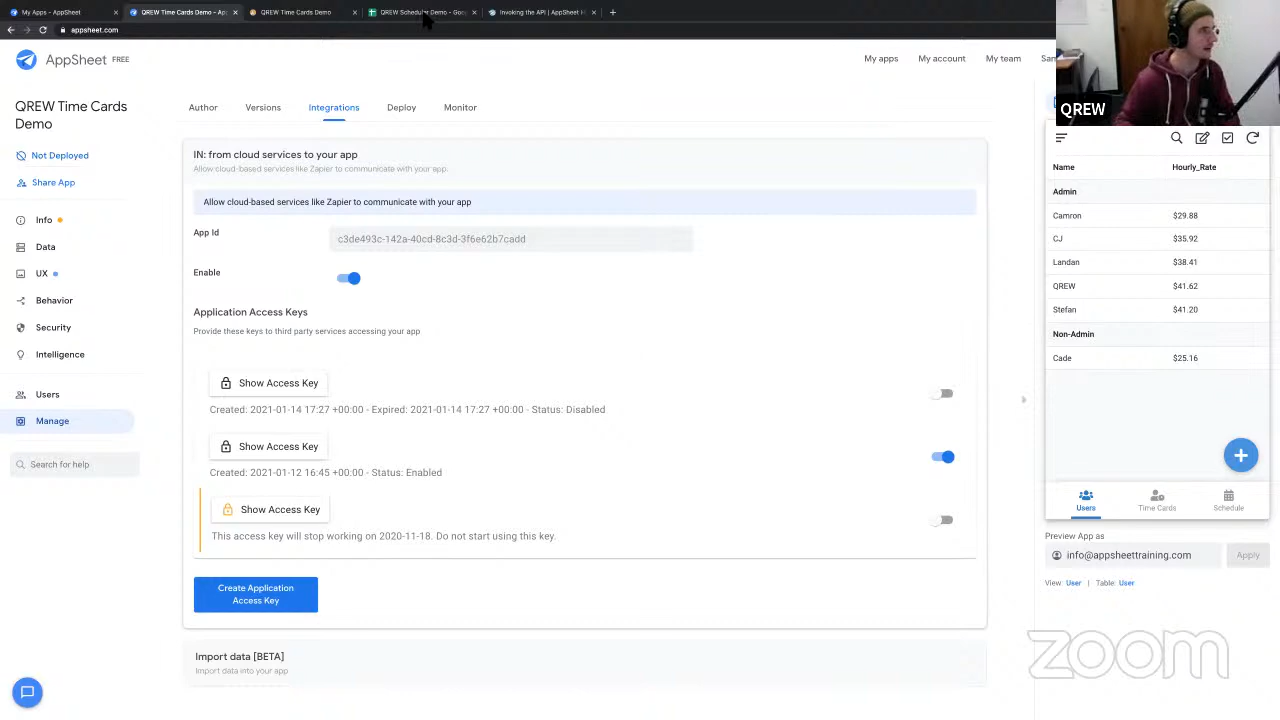 My Apps - AppSheet
QREW Time Cards Demo - Ap
QREW Time Cards Demo
QREW Scheduler Demo - Goo
Invoking the API | AppSheet H
appsheet.com
AppSheet FREE
My apps
My account
My team
Sam
QREW
QREW Time Cards
Demo
Not Deployed
Share App
Info
Data
UX
Behavior
Security
Intelligence
Users
Manage
Search for help
Author
Versions
Integrations
Deploy
Monitor
IN: from cloud services to your app
Allow cloud-based services like Zapier to communicate with your app.
Allow cloud-based services like Zapier to communicate with your app
App Id
c3de493c-142a-40cd-8c3d-3f6e62b7cadd
Enable
Application Access Keys
Provide these keys to third party services accessing your app
Show Access Key
Created: 2021-01-14 17:27 +00:00 - Expired: 2021-01-14 17:27 +00:00 - Status: Disabled
Show Access Key
Created: 2021-01-12 16:45 +00:00 - Status: Enabled
Show Access Key
This access key will stop working on 2020-11-18. Do not start using this key.
Create Application
Access Key
Import data [BETA]
Import data into your app
Name Hourly_Rate
Admin
Camron $29.88
CJ $35.92
Landan $38.41
QREW $41.62
Stefan $41.20
Non-Admin
Cade $25.16
Users
Time Cards
Schedule
Preview App as
info@appsheettraining.com
Apply
View: User | Table: User
zoom